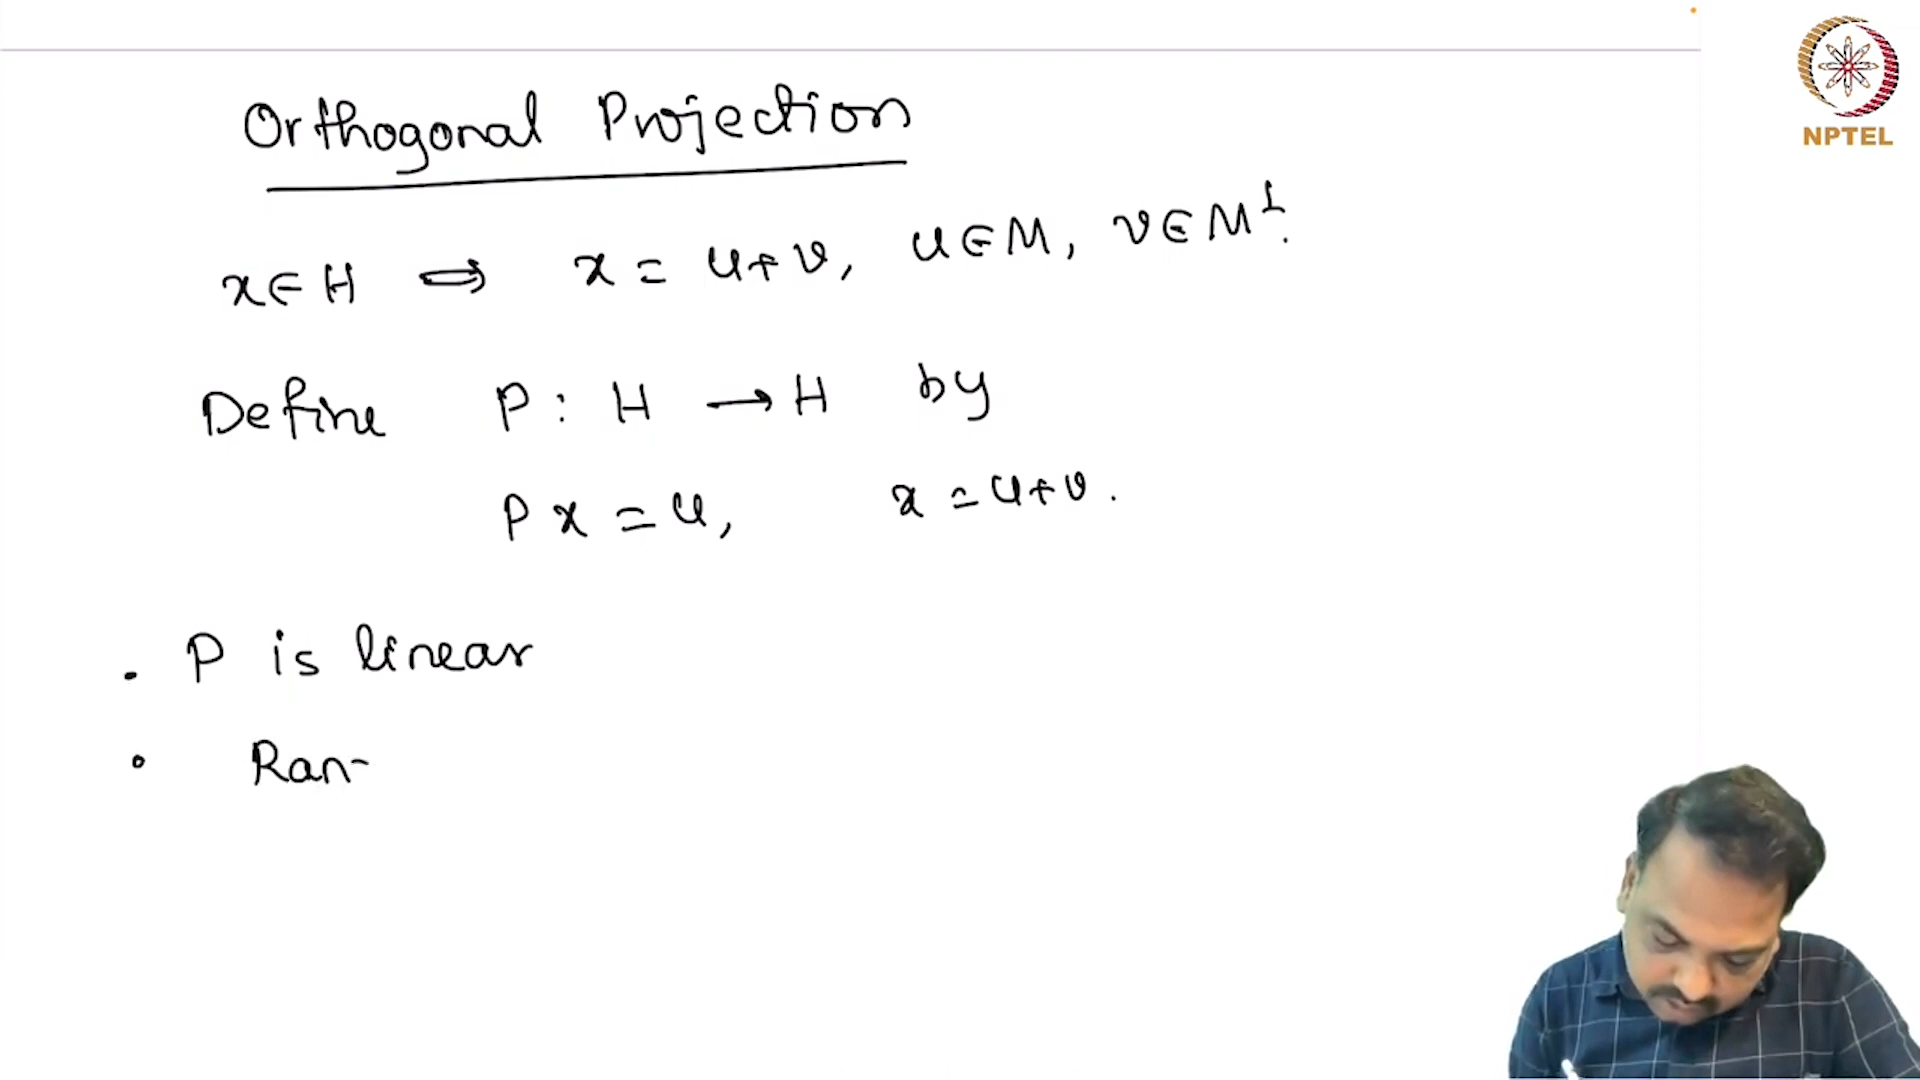 Orthogonal Projection
x∈H ⇔ x = u+v, u∈M, v∈M⊥.
Define P : H → H by
Px = u, x = u+v.
. P is linear
• Ran-
NPTEL